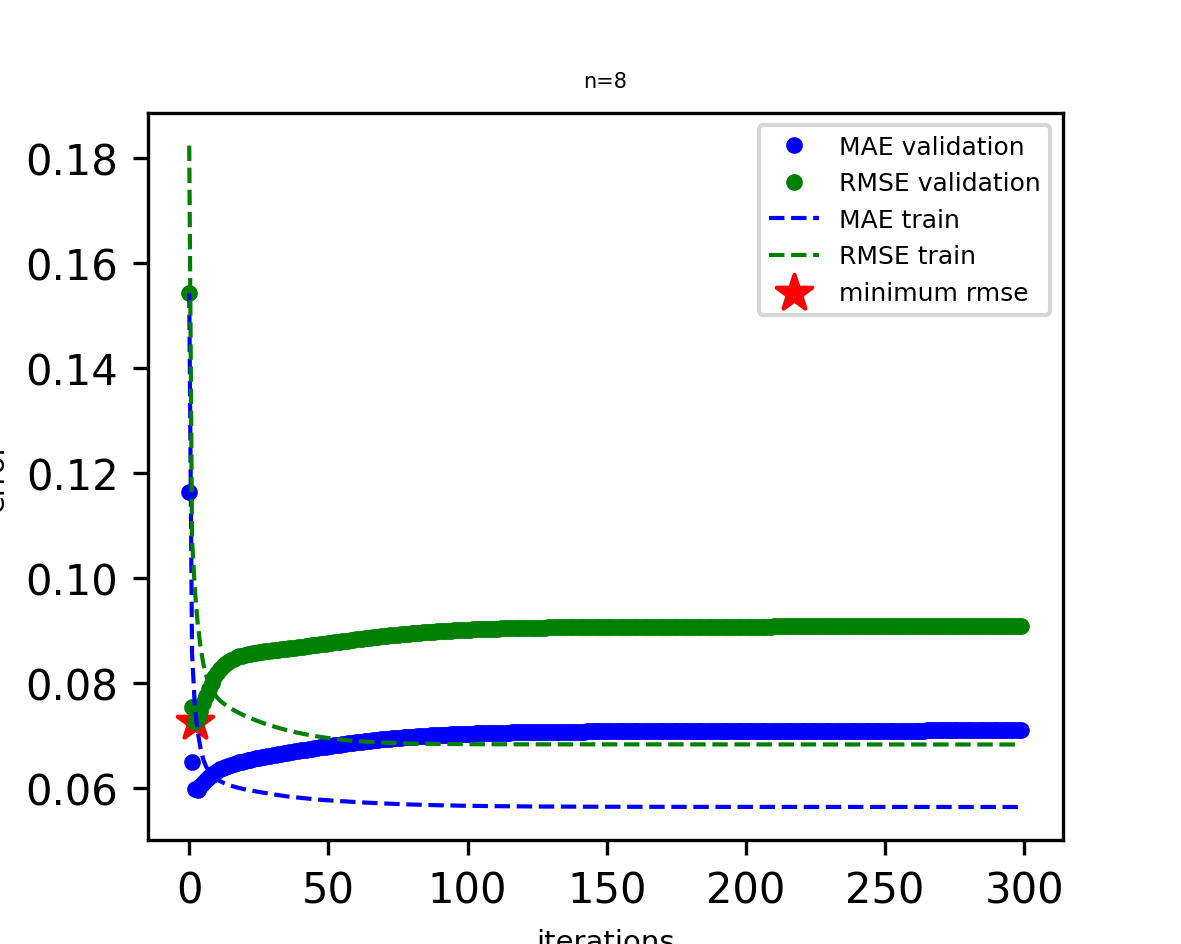 n=8
0.18
0.16
0.14
0.12
0.10
0.08
0.06
0
50
100
150
200
250
300
iterations
MAE validation
RMSE validation
MAE train
RMSE train
minimum rmse